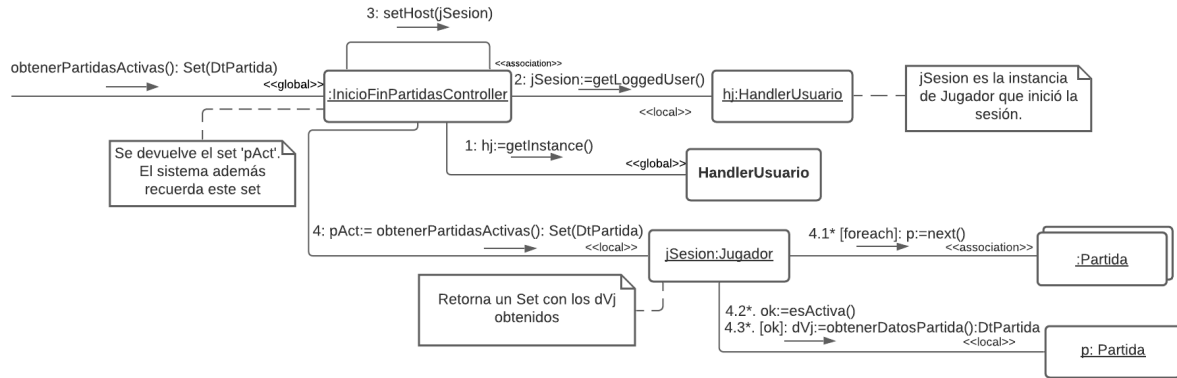 3: setHost(jSesion)
obtenerPartidasActivas(): Set(DtPartida)
<<global>>
<<association>>
:InicioFinPartidasController
2: jSesion:=getLoggedUser()
<<local>>
hj:HandlerUsuario
jSesion es la instancia
de Jugador que inició la
sesión.
Se devuelve el set 'pAct'.
El sistema además
recuerda este set
1: hj:=getInstance()
<<global>>
HandlerUsuario
4: pAct:= obtenerPartidasActivas(): Set(DtPartida)
<<local>>
jSesion:Jugador
4.1* [foreach]: p:=next()
<<association>>
:Partida
Retorna un Set con los dVj
obtenidos
4.2*. ok:=esActiva()
4.3*. [ok]: dVj:=obtenerDatosPartida():DtPartida
<<local>>
p: Partida